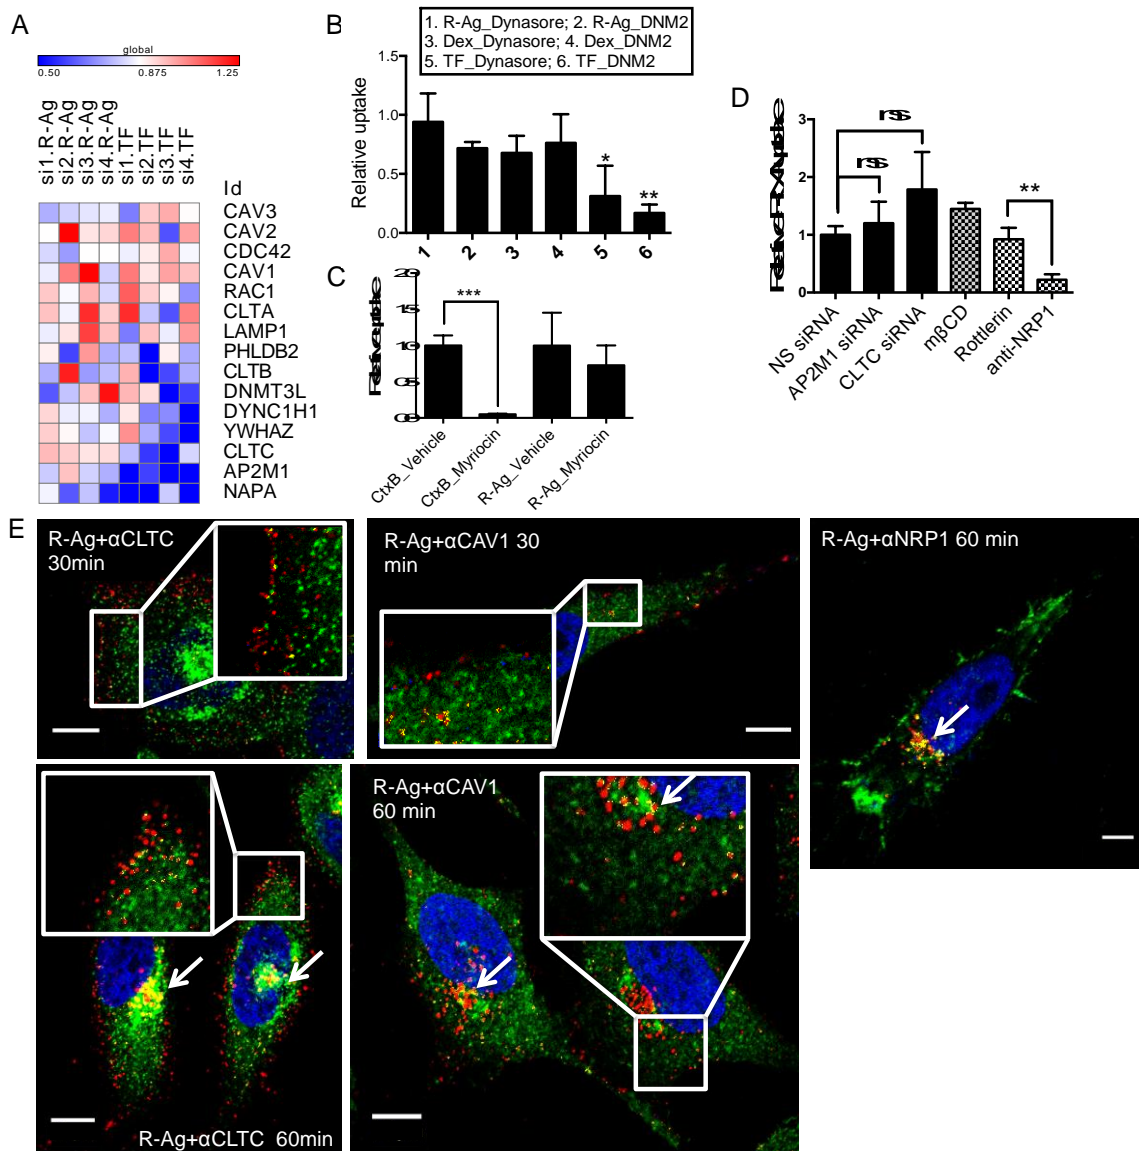 A
global
0.50 0.875 1.25
si1.R-Ag
si2.R-Ag
si3.R-Ag
si4.R-Ag
si1.TF
si2.TF
si3.TF
si4.TF
Id
CAV3
CAV2
CDC42
CAV1
RAC1
CLTA
LAMP1
PHLDB2
CLTB
DNMT3L
DYNC1H1
YWHAZ
CLTC
AP2M1
NAPA
B
1. R-Ag_Dynasore; 2. R-Ag_DNM2
3. Dex_Dynasore; 4. Dex_DNM2
5. TF_Dynasore; 6. TF_DNM2
Relative uptake
1.5
1.0
0.5
0.0
*
**
1 2 3 4 5 6
C
***
CtxB_Vehicle
CtxB_Myriocin
R-Ag_Vehicle
R-Ag_Myriocin
D
3
2
1
0
**
NS siRNA
AP2M1 siRNA
CLTC siRNA
mβCD
Rottlerin
anti-NRP1
E
R-Ag+αCLTC
30min
R-Ag+αCAV1 30
min
R-Ag+αNRP1 60 min
R-Ag+αCLTC 60min
R-Ag+αCAV1
60 min